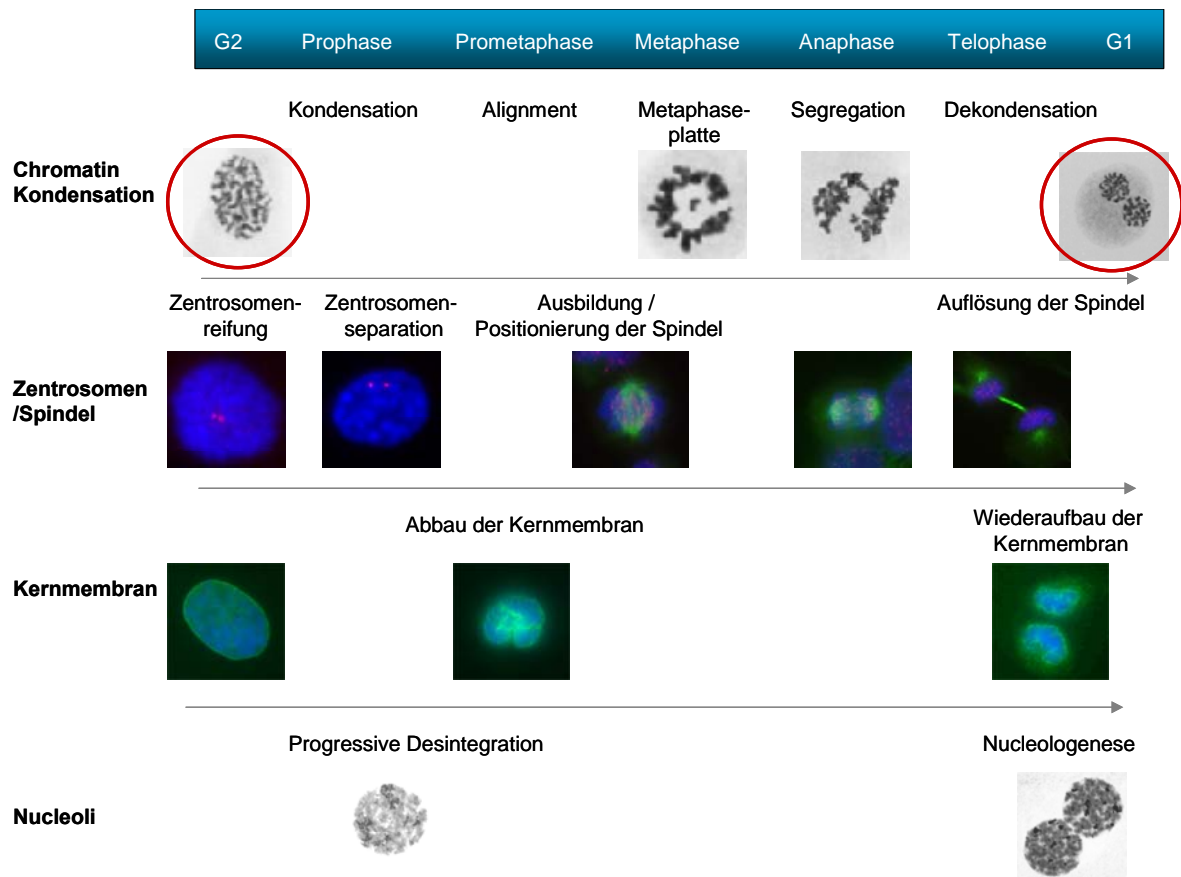 G2 Prophase Prometaphase Metaphase Anaphase Telophase G1
Kondensation Alignment Metaphase- Segregation Dekondensation
platte
Chromatin
Kondensation
Zentrosomen- Zentrosomen- Ausbildung / Auflösung der Spindel
reifung separation Positionierung der Spindel
Zentrosomen
/Spindel
Abbau der Kernmembran Wiederaufbau der
Kernmembran
Kernmembran
Progressive Desintegration Nucleologenese
Nucleoli